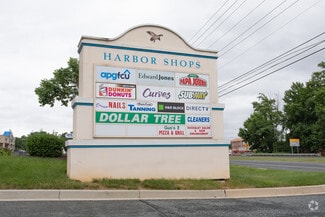 HARBOR SHOPS
apgfcu
Edward Jones
PAPA JOHN'S
DUNKIN' DONUTS
Curves
SUBWAY
NAILS
TANNING
H&R BLOCK
DIRECTV
DOLLAR TREE
CLEANERS
PIZZA & GRILL